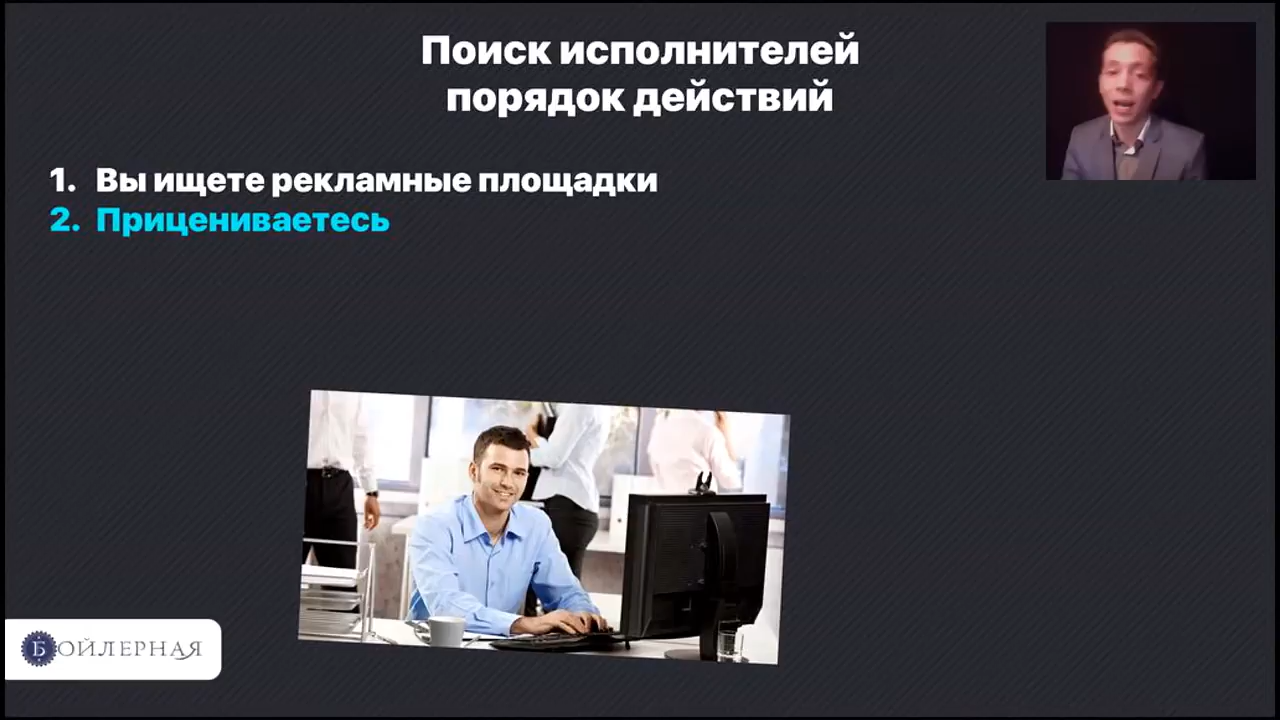 Поиск исполнителей
порядок действий
1. Вы ищете рекламные площадки
2. Прицениваетесь
БОЙЛЕРНАЯ